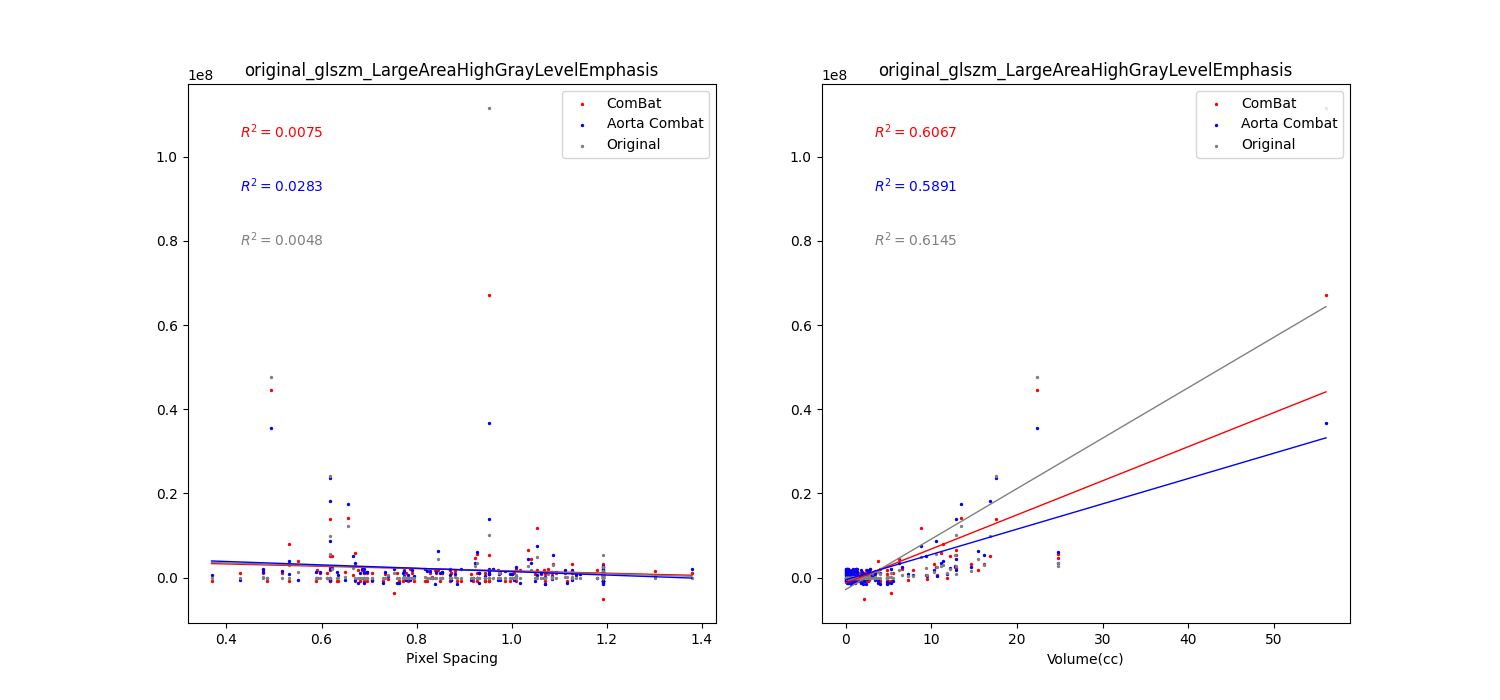 original_glszm_LargeAreaHighGrayLevelEmphasis
1e8
ComBat
Aorta Combat
Original
R² = 0.0075
R² = 0.0283
R² = 0.0048
1.0
0.8
0.6
0.4
0.2
0.0
0.4 0.6 0.8 1.0 1.2 1.4
Pixel Spacing
original_glszm_LargeAreaHighGrayLevelEmphasis
1e8
ComBat
Aorta Combat
Original
R² = 0.6067
R² = 0.5891
R² = 0.6145
1.0
0.8
0.6
0.4
0.2
0.0
0 10 20 30 40 50
Volume(cc)